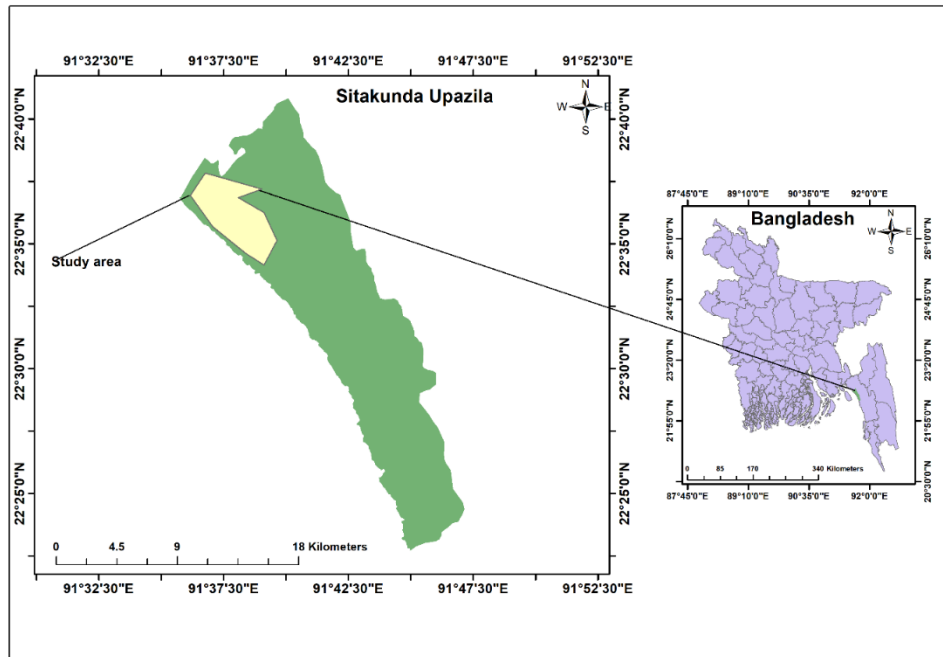 91°32'30"E 91°37'30"E 91°42'30"E 91°47'30"E 91°52'30"E
Sitakunda Upazila
N
W E
S
22°40'0"N 22°40'0"N
22°35'0"N 22°35'0"N
Study area
22°30'0"N 22°30'0"N
22°25'0"N 22°25'0"N
0 4.5 9 18 Kilometers
91°32'30"E 91°37'30"E 91°42'30"E 91°47'30"E 91°52'30"E
87°45'0"E 89°10'0"E 90°35'0"E 92°0'0"E
Bangladesh
N
W E
S
26°10'0"N 26°10'0"N
24°45'0"N 24°45'0"N
23°20'0"N 23°20'0"N
21°55'0"N 21°55'0"N
0 85 170 340 Kilometers
20°30'0"N
87°45'0"E 89°10'0"E 90°35'0"E 92°0'0"E